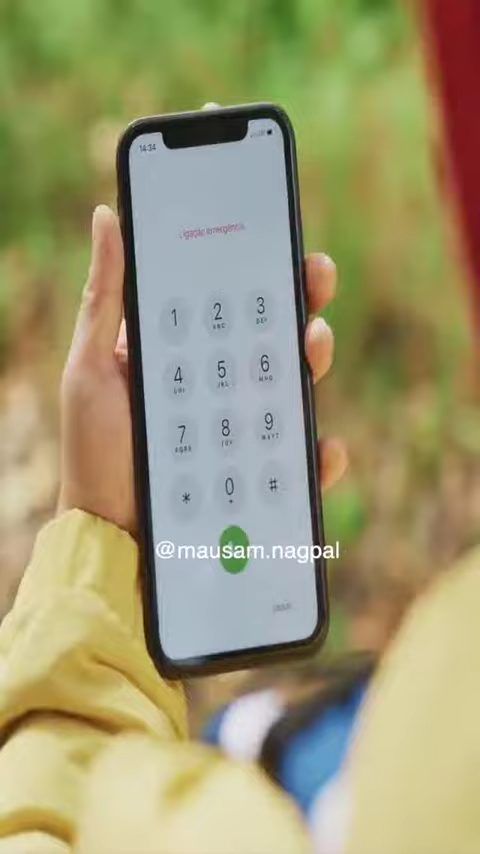 14:34
Ligação emergência
1
2
ABC
3
DEF
4
GHI
5
JKL
6
MNO
7
PQRS
8
TUV
9
WXYZ
*
0
+
#
@mausam.nagpal